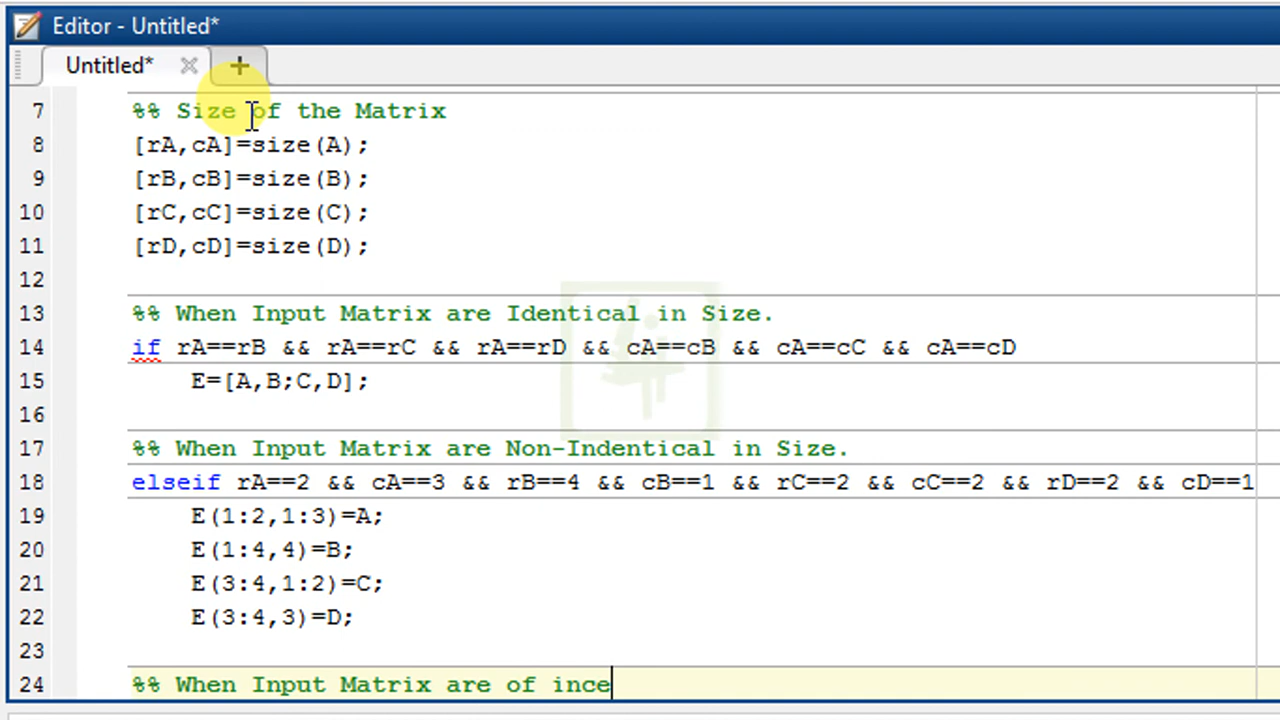 Editor - Untitled*
Untitled* +
7 %% Size of the Matrix
8 [rA,cA]=size(A);
9 [rB,cB]=size(B);
10 [rC,cC]=size(C);
11 [rD,cD]=size(D);
12
13 %% When Input Matrix are Identical in Size.
14 if rA==rB && rA==rC && rA==rD && cA==cB && cA==cC && cA==cD
15 E=[A,B;C,D];
16
17 %% When Input Matrix are Non-Indentical in Size.
18 elseif rA==2 && cA==3 && rB==4 && cB==1 && rC==2 && cC==2 && rD==2 && cD==1
19 E(1:2,1:3)=A;
20 E(1:4,4)=B;
21 E(3:4,1:2)=C;
22 E(3:4,3)=D;
23
24 %% When Input Matrix are of ince